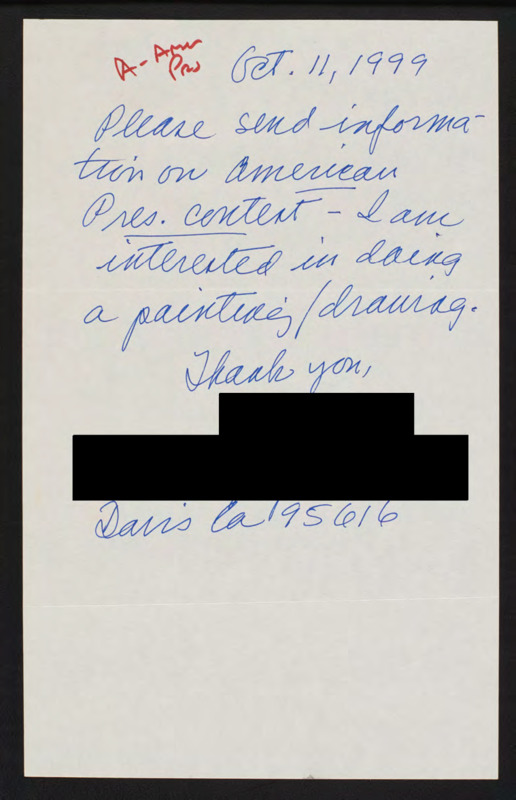 A-Amer
Pres
Oct. 11, 1999
Please send informa-
tion on American
Pres. contest - I am
interested in doing
a painting/drawing.
Thank you,
Davis Ca 95616